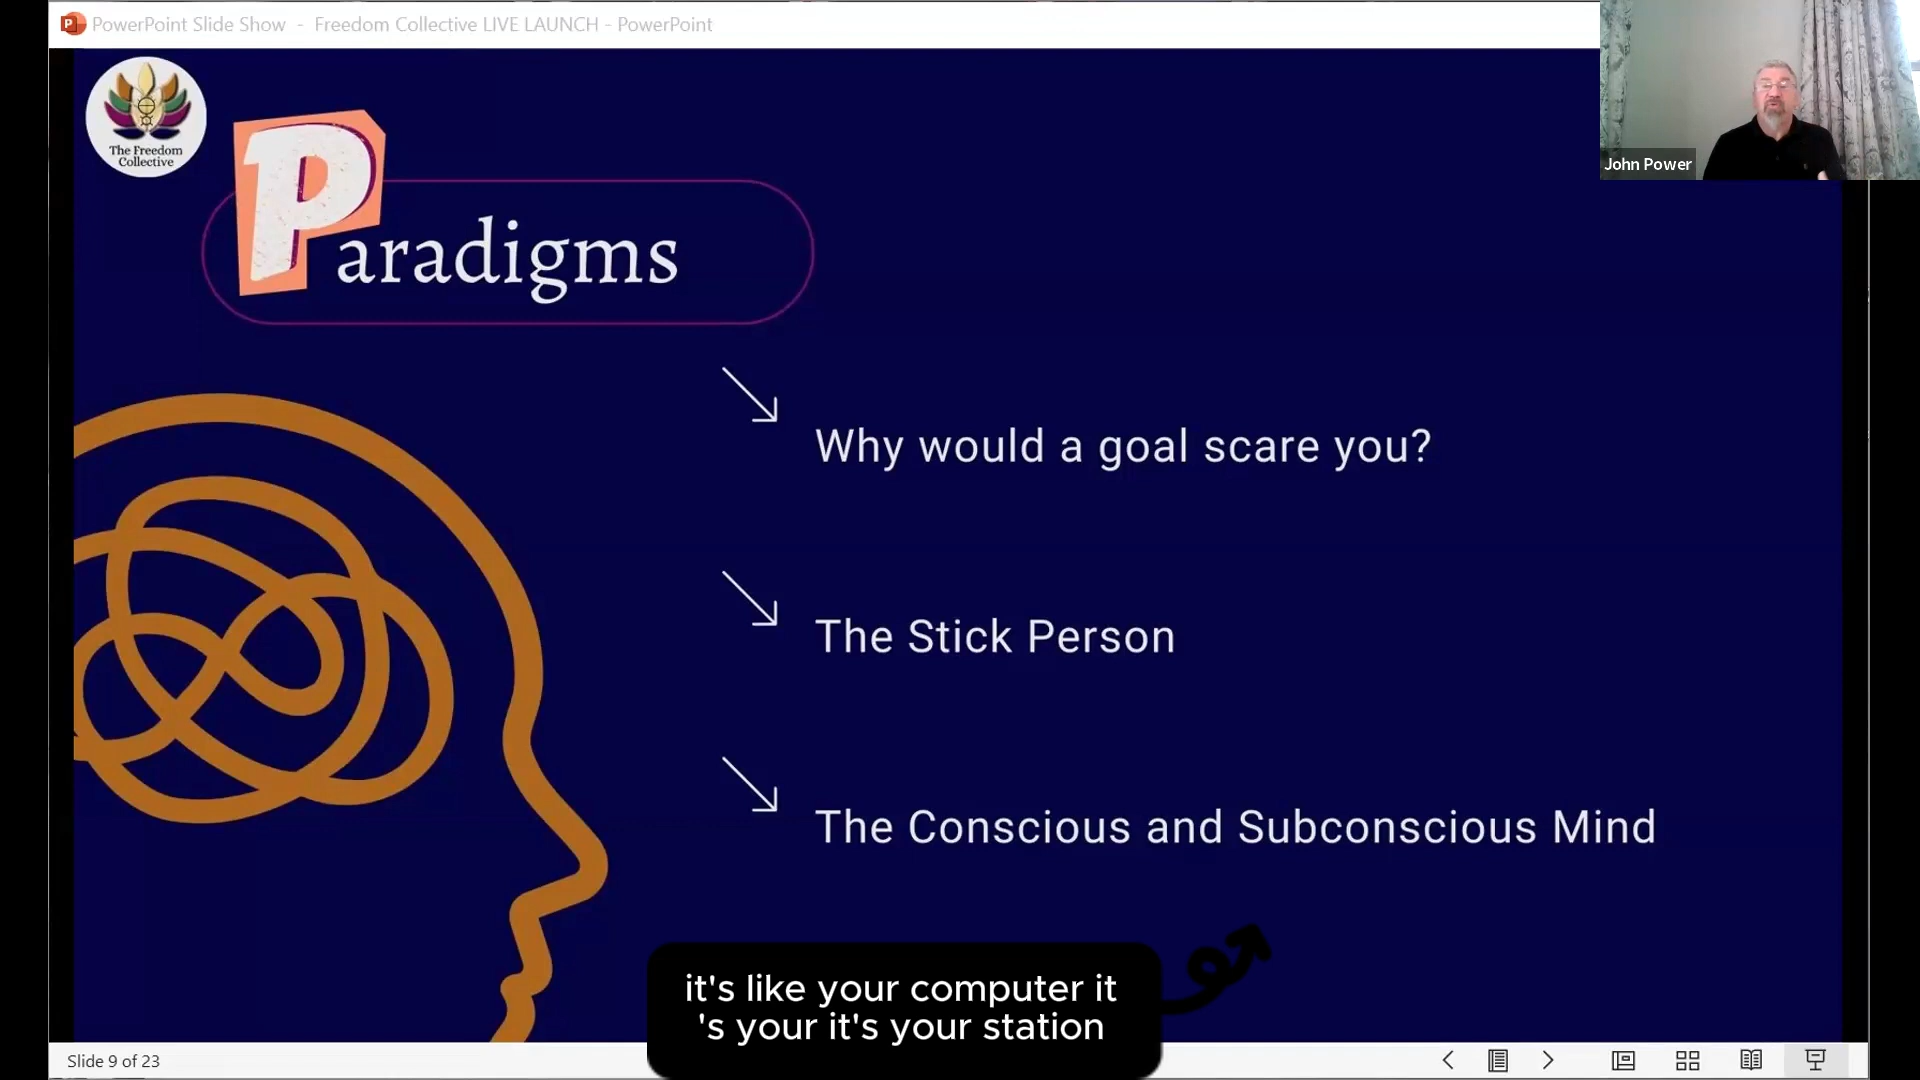 PowerPoint Slide Show - Freedom Collective LIVE LAUNCH - PowerPoint
The Freedom
Collective
John Power
Paradigms
Why would a goal scare you?
The Stick Person
The Conscious and Subconscious Mind
it's like your computer it
's your it's your station
Slide 9 of 23